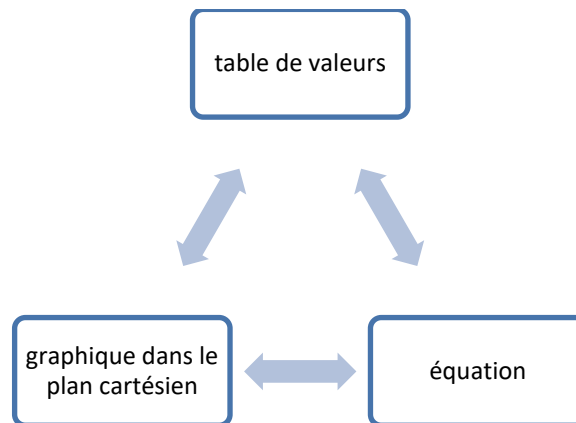 table de valeurs
graphique dans le
plan cartésien
équation